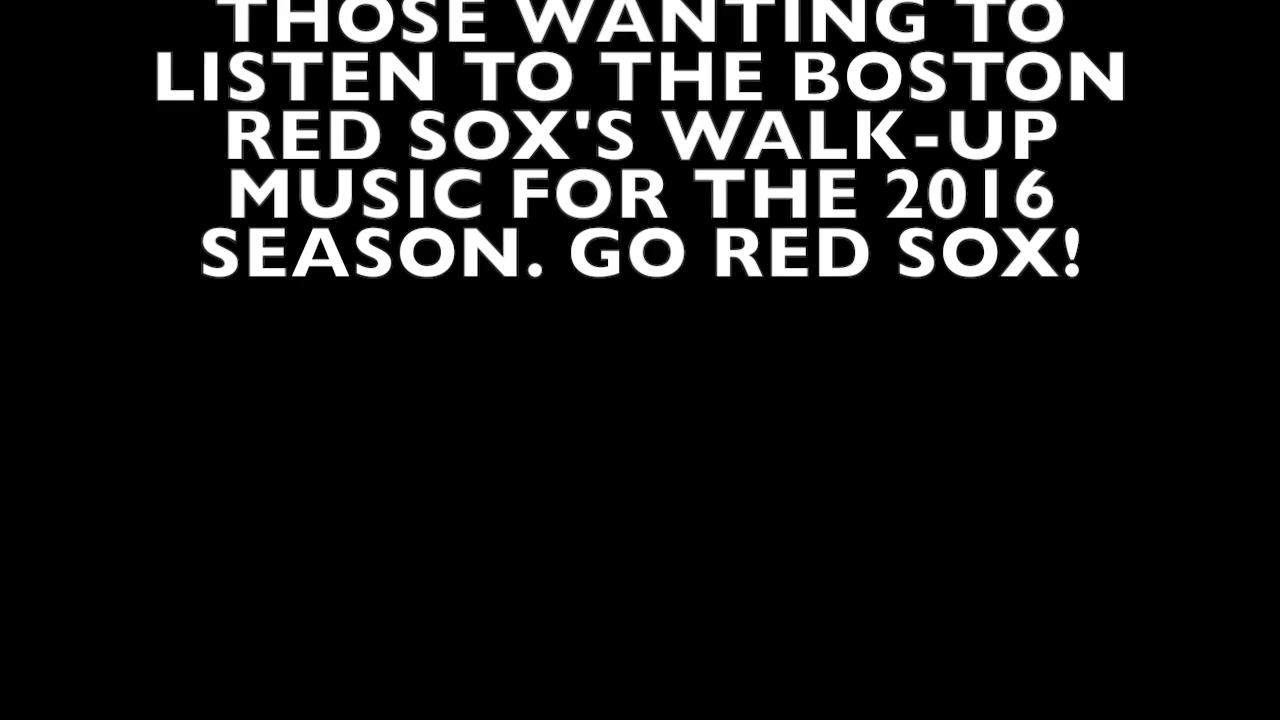 THOSE WANTING TO
LISTEN TO THE BOSTON
RED SOX'S WALK-UP
MUSIC FOR THE 2016
SEASON. GO RED SOX!